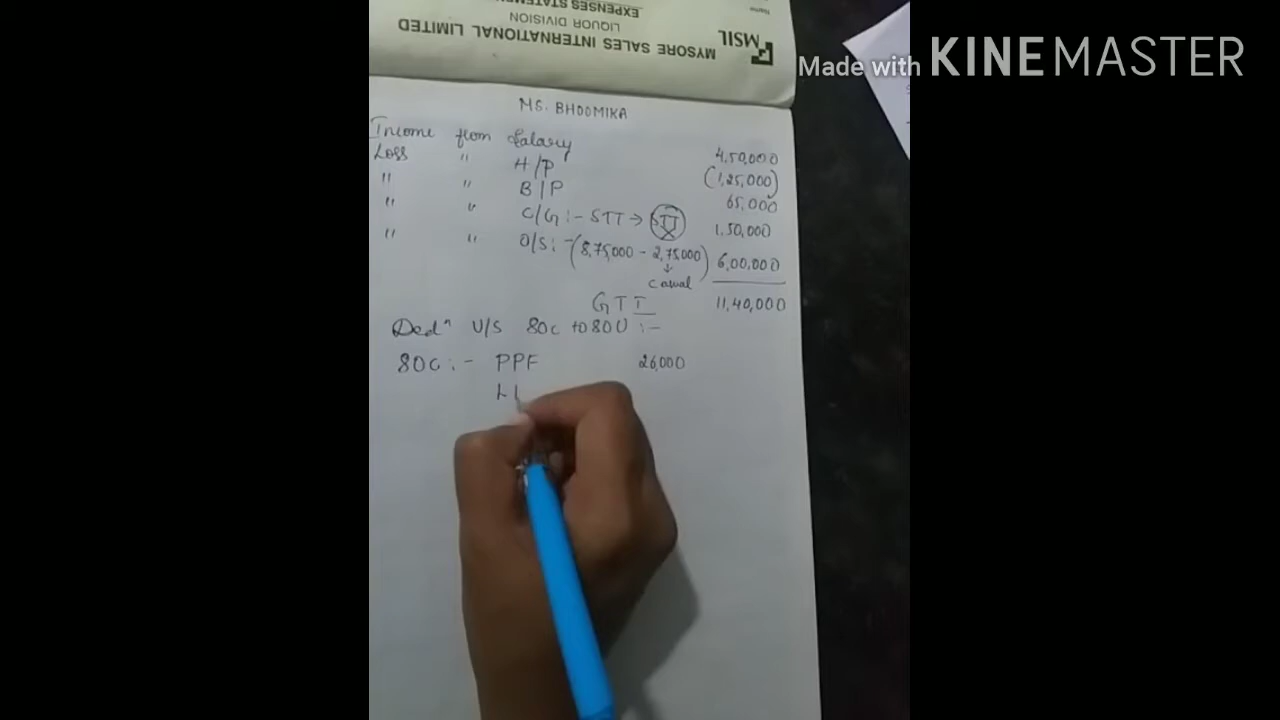 Made with KINEMASTER
Name
EXPENSES STATEMENT
LIQUOR DIVISION
MSIL
MYSORE SALES INTERNATIONAL LIMITED
MS. BHOOMIKA
Income from Salary 4,50,000
Loss " H/P (1,25,000)
" " B/P 65,000
" " C/G :- STT → STT 1,50,000
" " O/S :- (8,75,000 - 2,75,000) 6,00,000
↓
Casual
GTI 11,40,000
Dedⁿ U/S 80C to 80U :-
80C :- PPF 26,000
LI